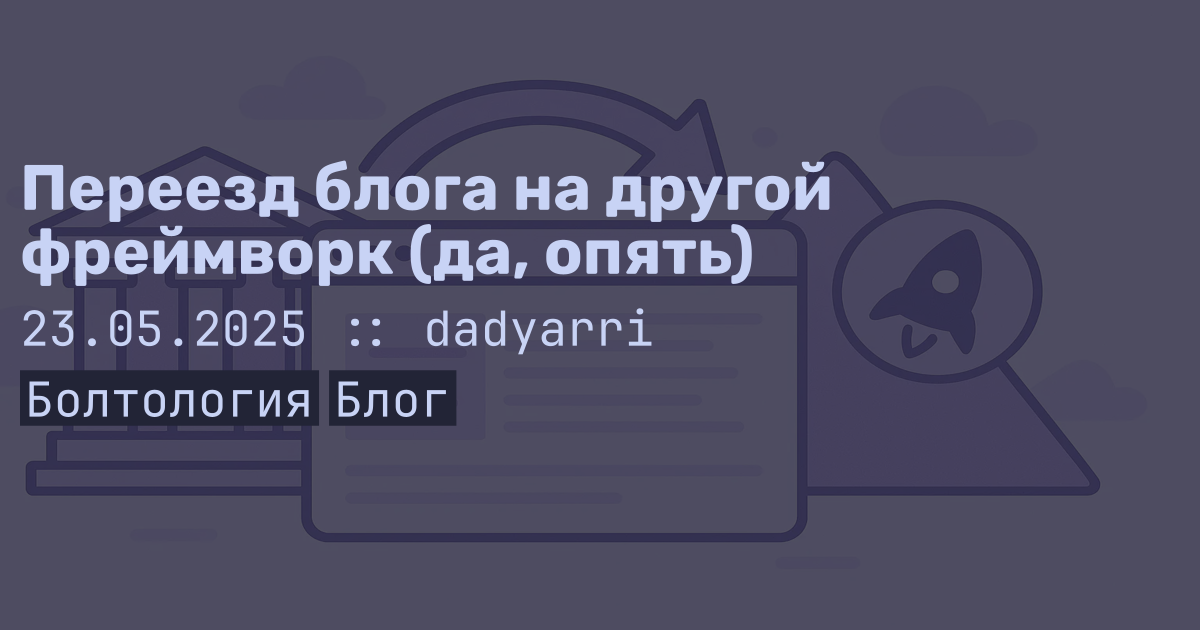 Переезд блога на другой
фреймворк (да, опять)
23.05.2025 :: dadyarri
Болтология Блог